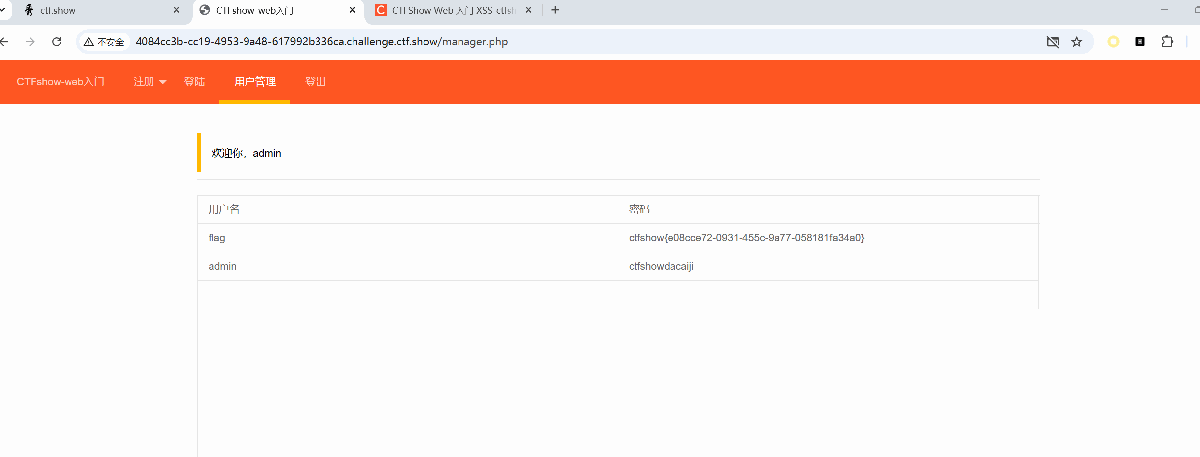 ctf.show
CTFshow-web入门
CTFShow Web 入门 XSS-ctfsh
不安全 4084cc3b-cc19-4953-9a48-617992b336ca.challenge.ctf.show/manager.php
CTFshow-web入门 注册 登陆 用户管理 登出
欢迎你，admin
用户名 密码
flag ctfshow{e08cce72-0931-455c-9a77-058181fa34a0}
admin ctfshowdacaiji